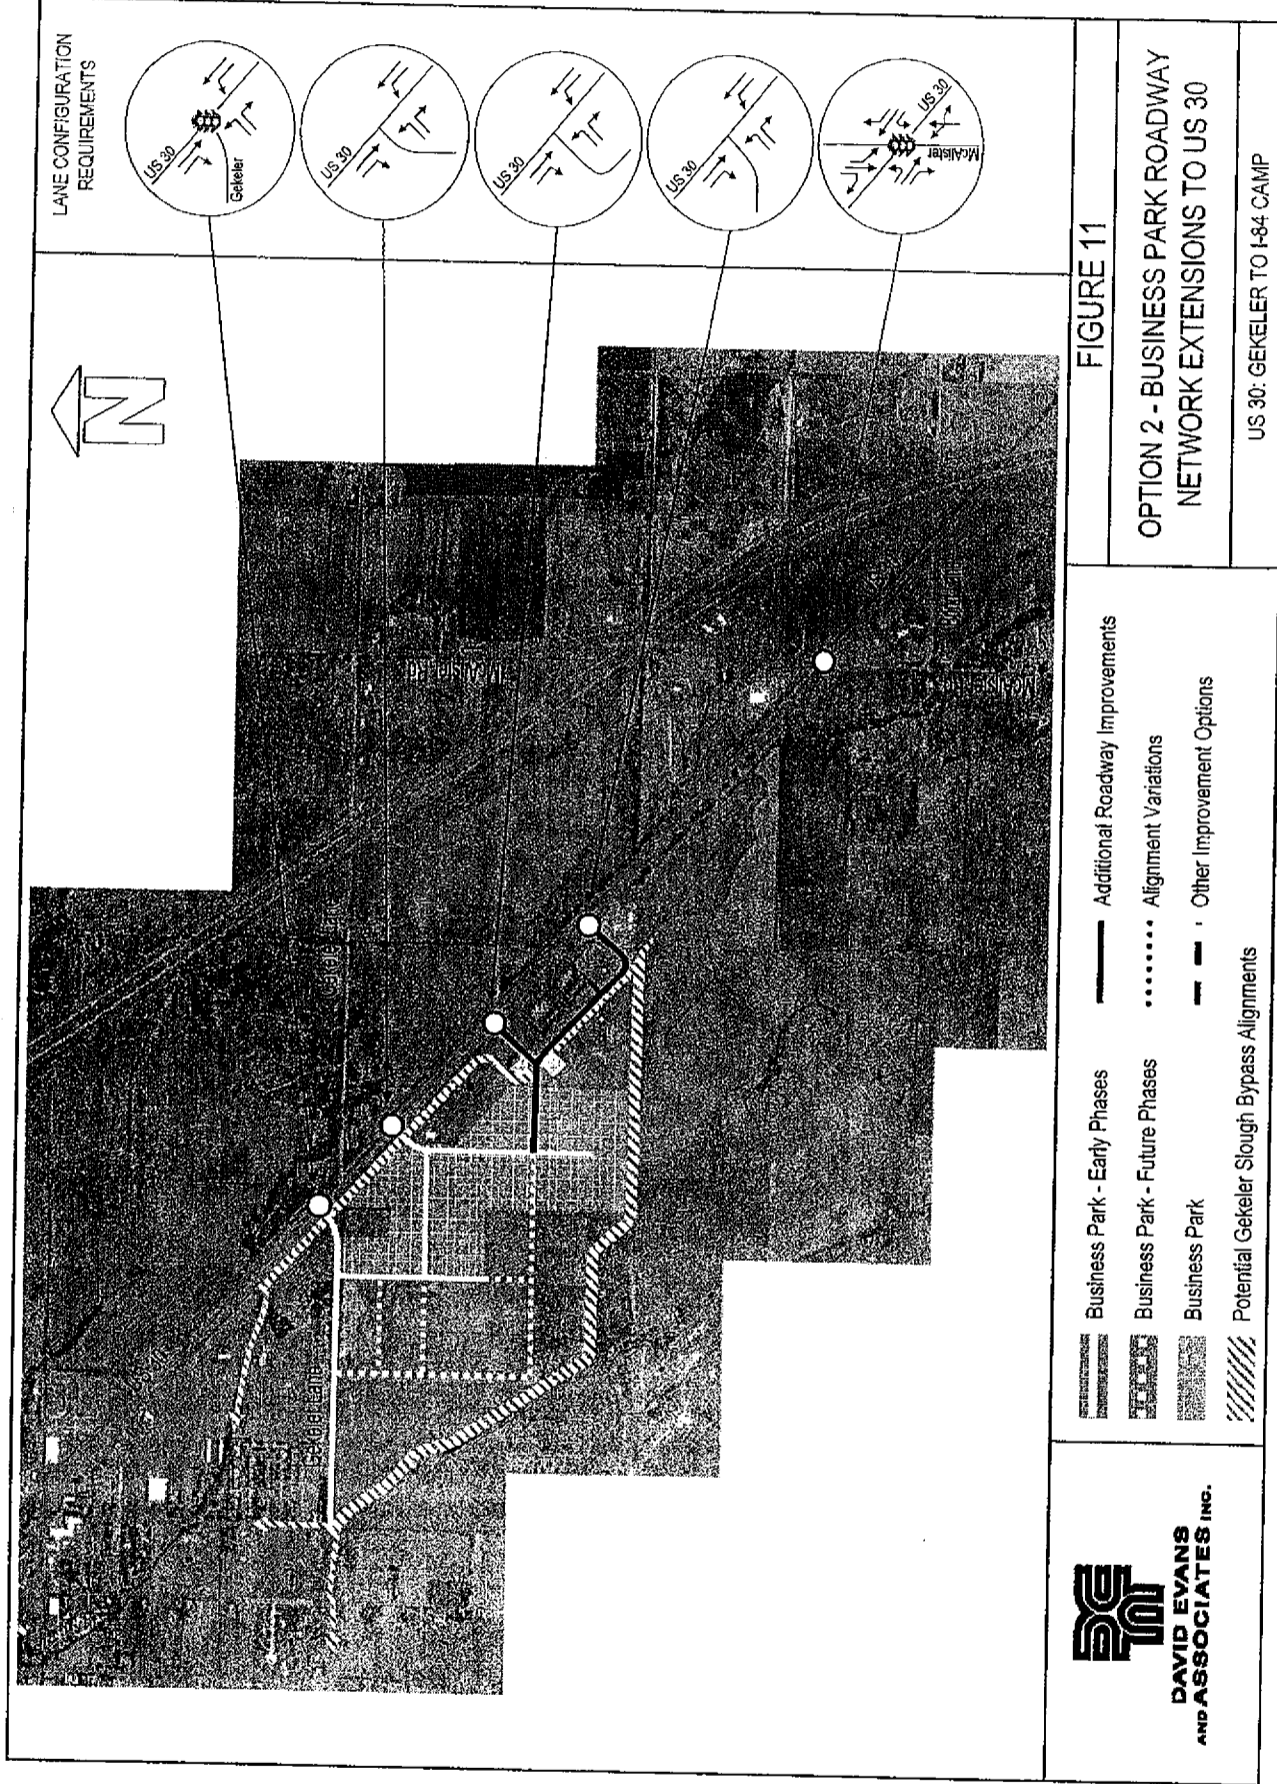 LANE CONFIGURATION
REQUIREMENTS
US 30
Gekeler
US 30
US 30
US 30
US 30
McAlister
N
Gekeler Lane
McAlister Rd
FIGURE 11
OPTION 2 - BUSINESS PARK ROADWAY
NETWORK EXTENSIONS TO US 30
US 30: GEKELER TO I-84 CAMP
Business Park - Early Phases
Business Park - Future Phases
Business Park
Potential Gekeler Slough Bypass Alignments
Additional Roadway Improvements
Alignment Variations
Other Improvement Options
DAVID EVANS
AND ASSOCIATES INC.